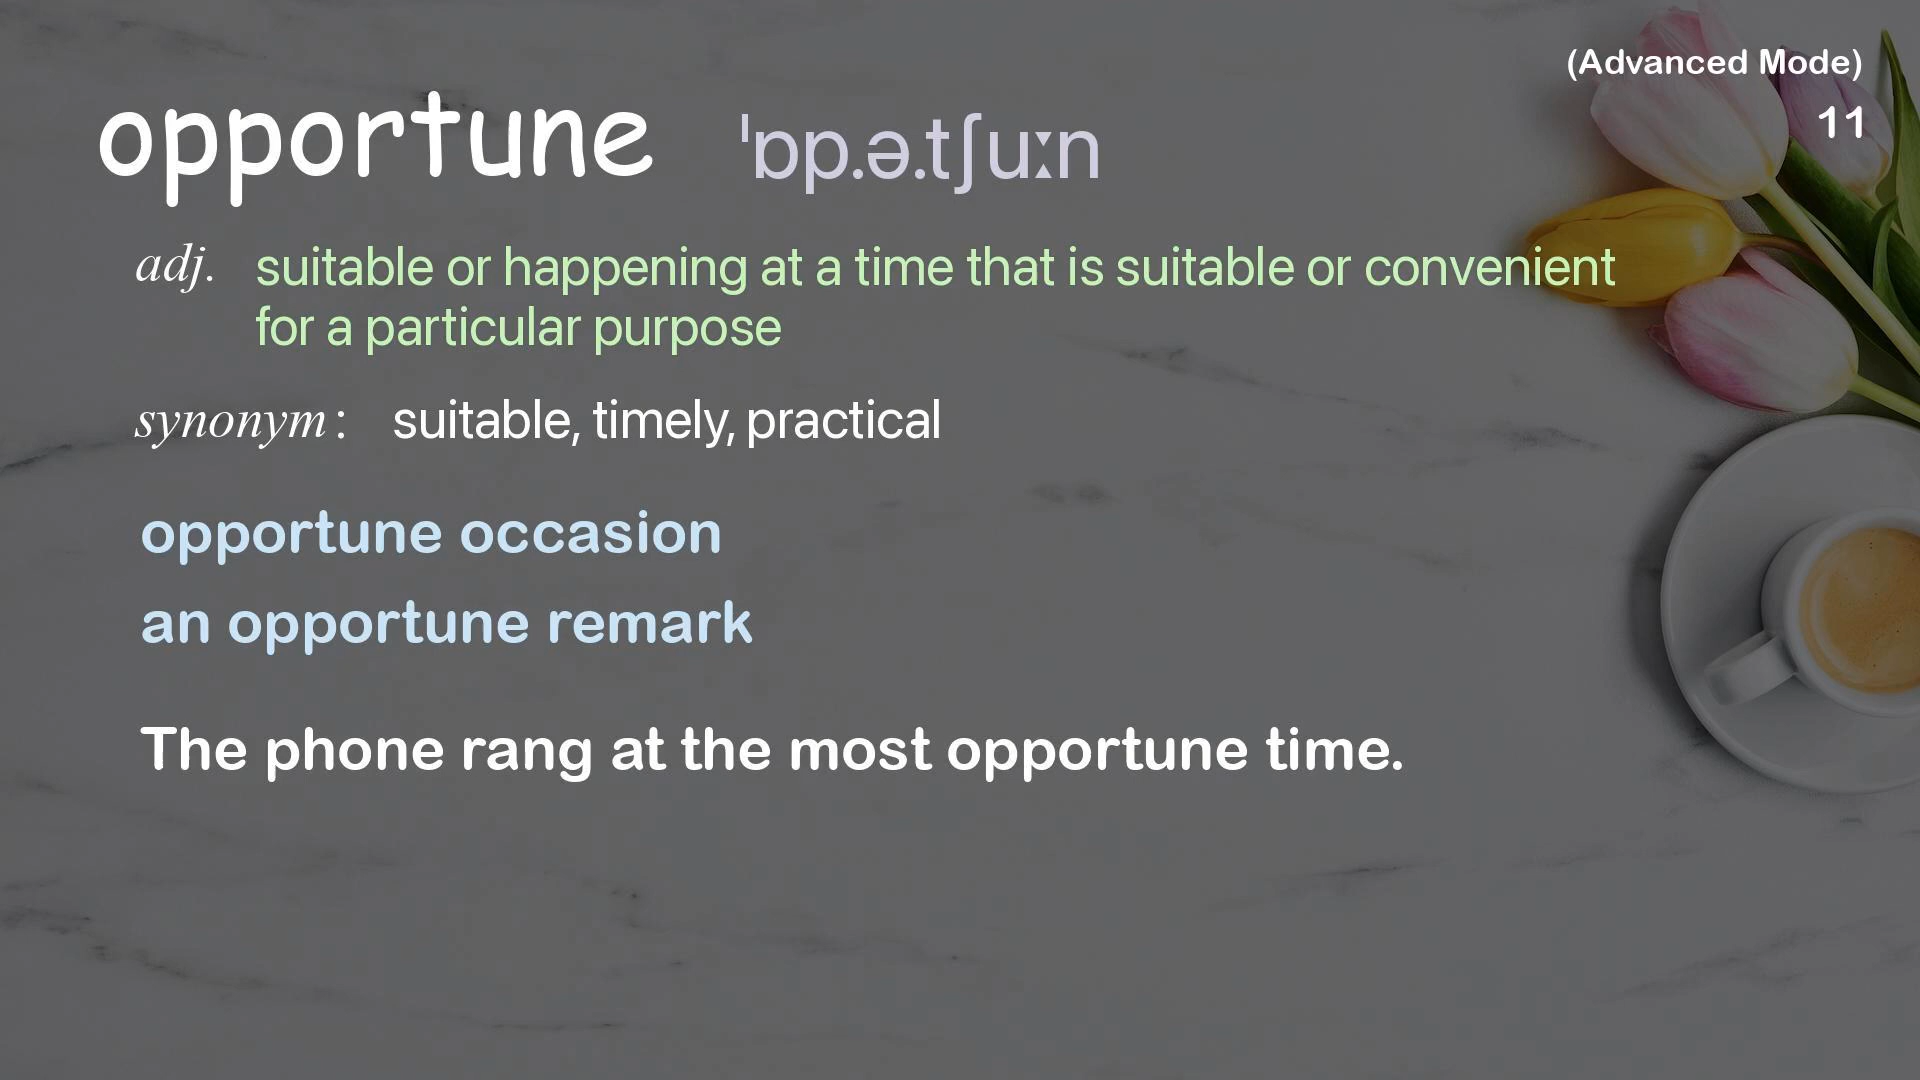 (Advanced Mode)
11
opportune ˈɒp.ə.tʃuːn
adj. suitable or happening at a time that is suitable or convenient
for a particular purpose
synonym: suitable, timely, practical
opportune occasion
an opportune remark
The phone rang at the most opportune time.